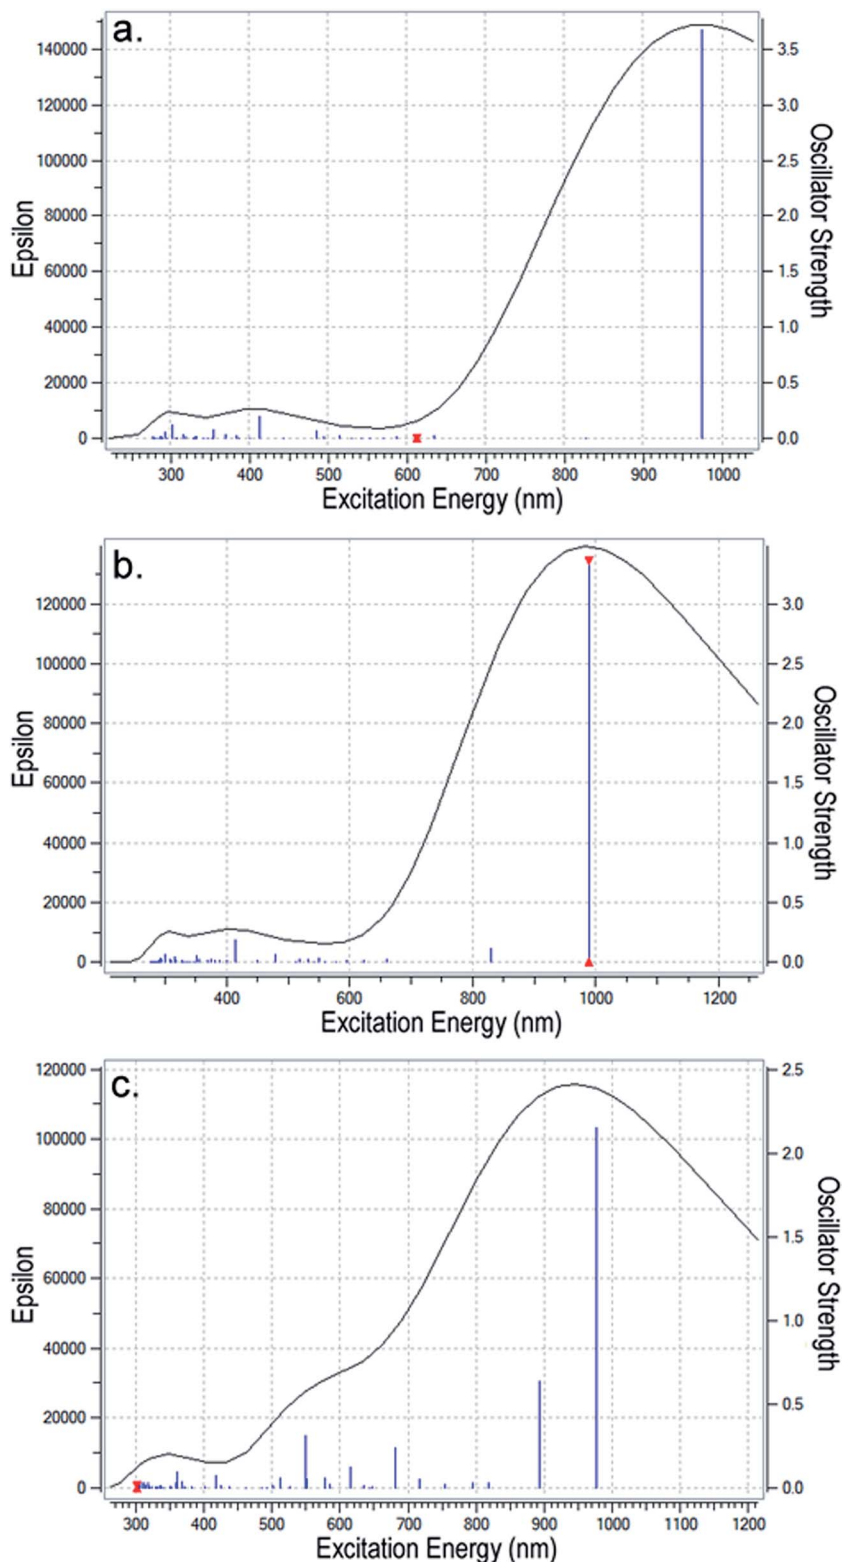 a.
140000
120000
100000
80000
60000
40000
20000
0
Epsilon
3.5
3.0
2.5
2.0
1.5
1.0
0.5
0.0
Oscillator Strength
300 400 500 600 700 800 900 1000
Excitation Energy (nm)
b.
120000
100000
80000
60000
40000
20000
0
Epsilon
3.0
2.5
2.0
1.5
1.0
0.5
0.0
Oscillator Strength
400 600 800 1000 1200
Excitation Energy (nm)
c.
120000
100000
80000
60000
40000
20000
0
Epsilon
2.5
2.0
1.5
1.0
0.5
0.0
Oscillator Strength
300 400 500 600 700 800 900 1000 1100 1200
Excitation Energy (nm)